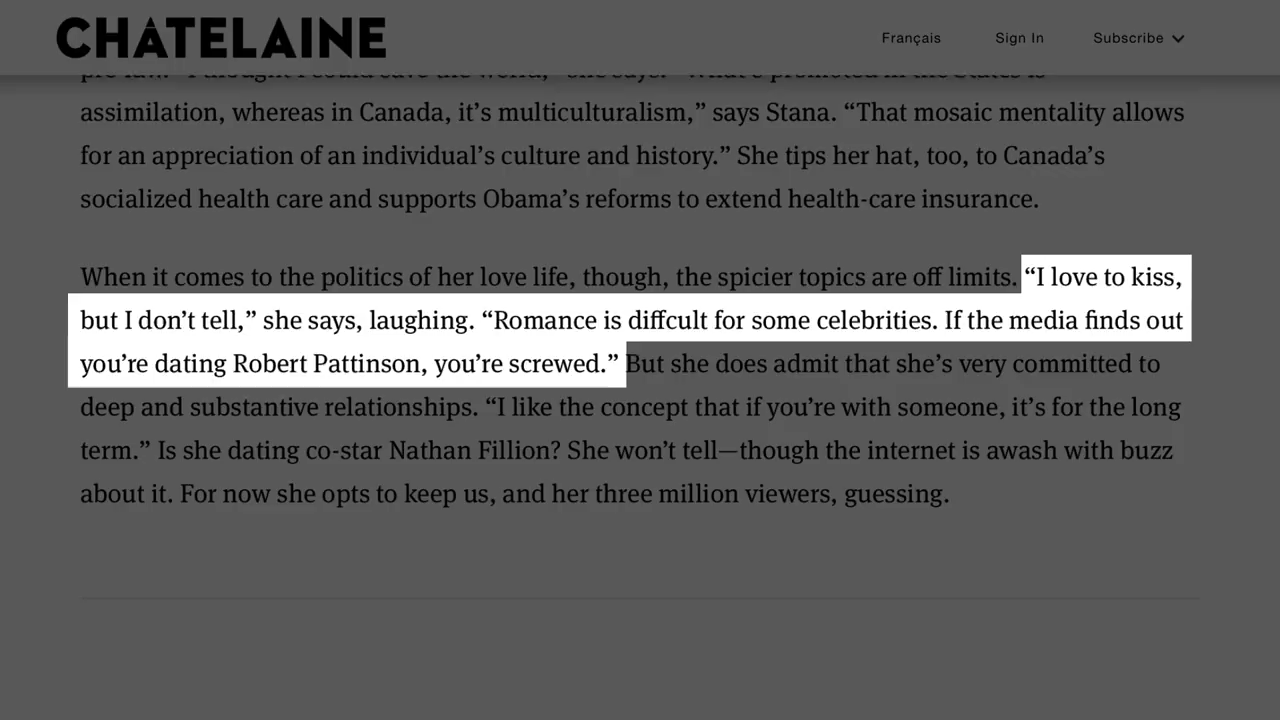 CHATELAINE
Français
Sign In
Subscribe
assimilation, whereas in Canada, it’s multiculturalism,” says Stana. “That mosaic mentality allows
for an appreciation of an individual’s culture and history.” She tips her hat, too, to Canada’s
socialized health care and supports Obama’s reforms to extend health-care insurance.
When it comes to the politics of her love life, though, the spicier topics are off limits. “I love to kiss,
but I don’t tell,” she says, laughing. “Romance is diffcult for some celebrities. If the media finds out
you’re dating Robert Pattinson, you’re screwed.” But she does admit that she’s very committed to
deep and substantive relationships. “I like the concept that if you’re with someone, it’s for the long
term.” Is she dating co-star Nathan Fillion? She won’t tell—though the internet is awash with buzz
about it. For now she opts to keep us, and her three million viewers, guessing.